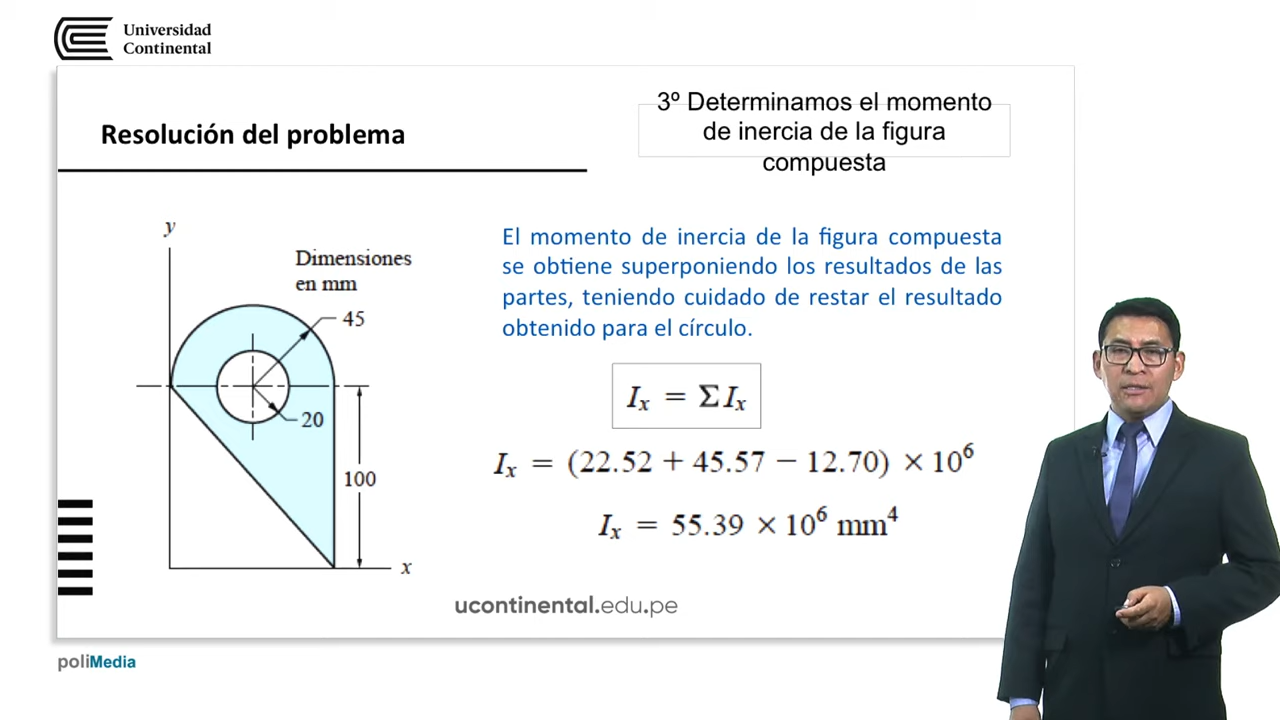 Universidad
Continental
3º Determinamos el momento
de inercia de la figura
compuesta
Resolución del problema
y
Dimensiones
en mm
45
20
100
x
El momento de inercia de la figura compuesta
se obtiene superponiendo los resultados de las
partes, teniendo cuidado de restar el resultado
obtenido para el círculo.
Iₓ = ΣIₓ
Iₓ = (22.52 + 45.57 − 12.70) × 10⁶
Iₓ = 55.39 × 10⁶ mm⁴
ucontinental.edu.pe
poliMedia